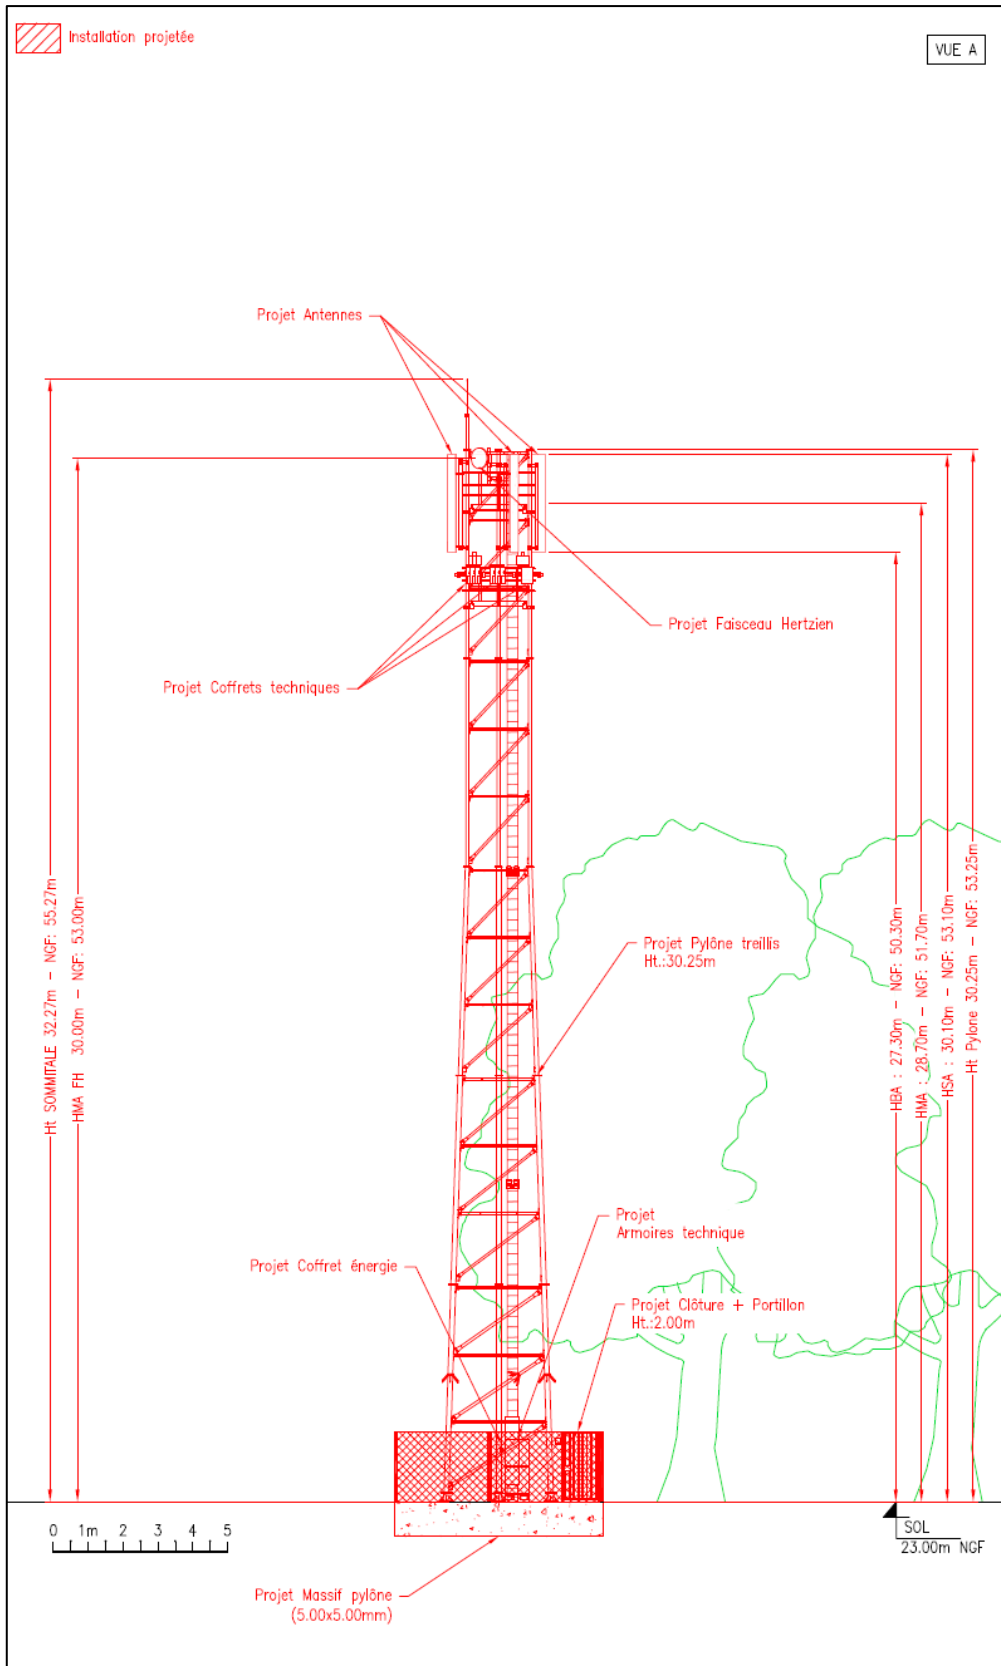 Installation projetée
VUE A
Projet Antennes
Projet Faisceau Hertzien
Projet Coffrets techniques
Ht SOMMITALE 32.27m - NGF: 55.27m
HMA FH 30.00m - NGF: 53.00m
Projet Pylône treillis
Ht.:30.25m
HBA : 27.30m - NGF: 50.30m
HMA : 28.70m - NGF: 51.70m
HSA : 30.10m - NGF: 53.10m
Ht Pylone 30.25m - NGF: 53.25m
Projet
Armoires technique
Projet Coffret énergie
Projet Clôture + Portillon
Ht.:2.00m
0 1m 2 3 4 5
SOL
23.00m NGF
Projet Massif pylône
(5.00x5.00mm)